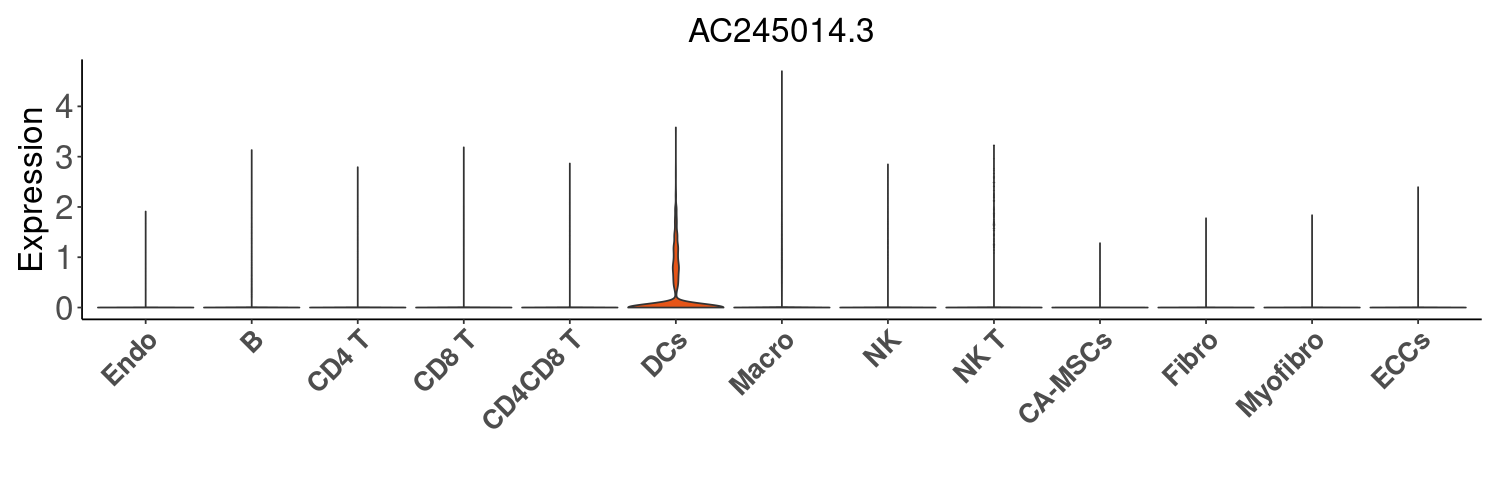 AC245014.3
Expression
4
3
2
1
0
Endo
B
CD4 T
CD8 T
CD4CD8 T
DCs
Macro
NK
NK T
CA-MSCs
Fibro
Myofibro
ECCs